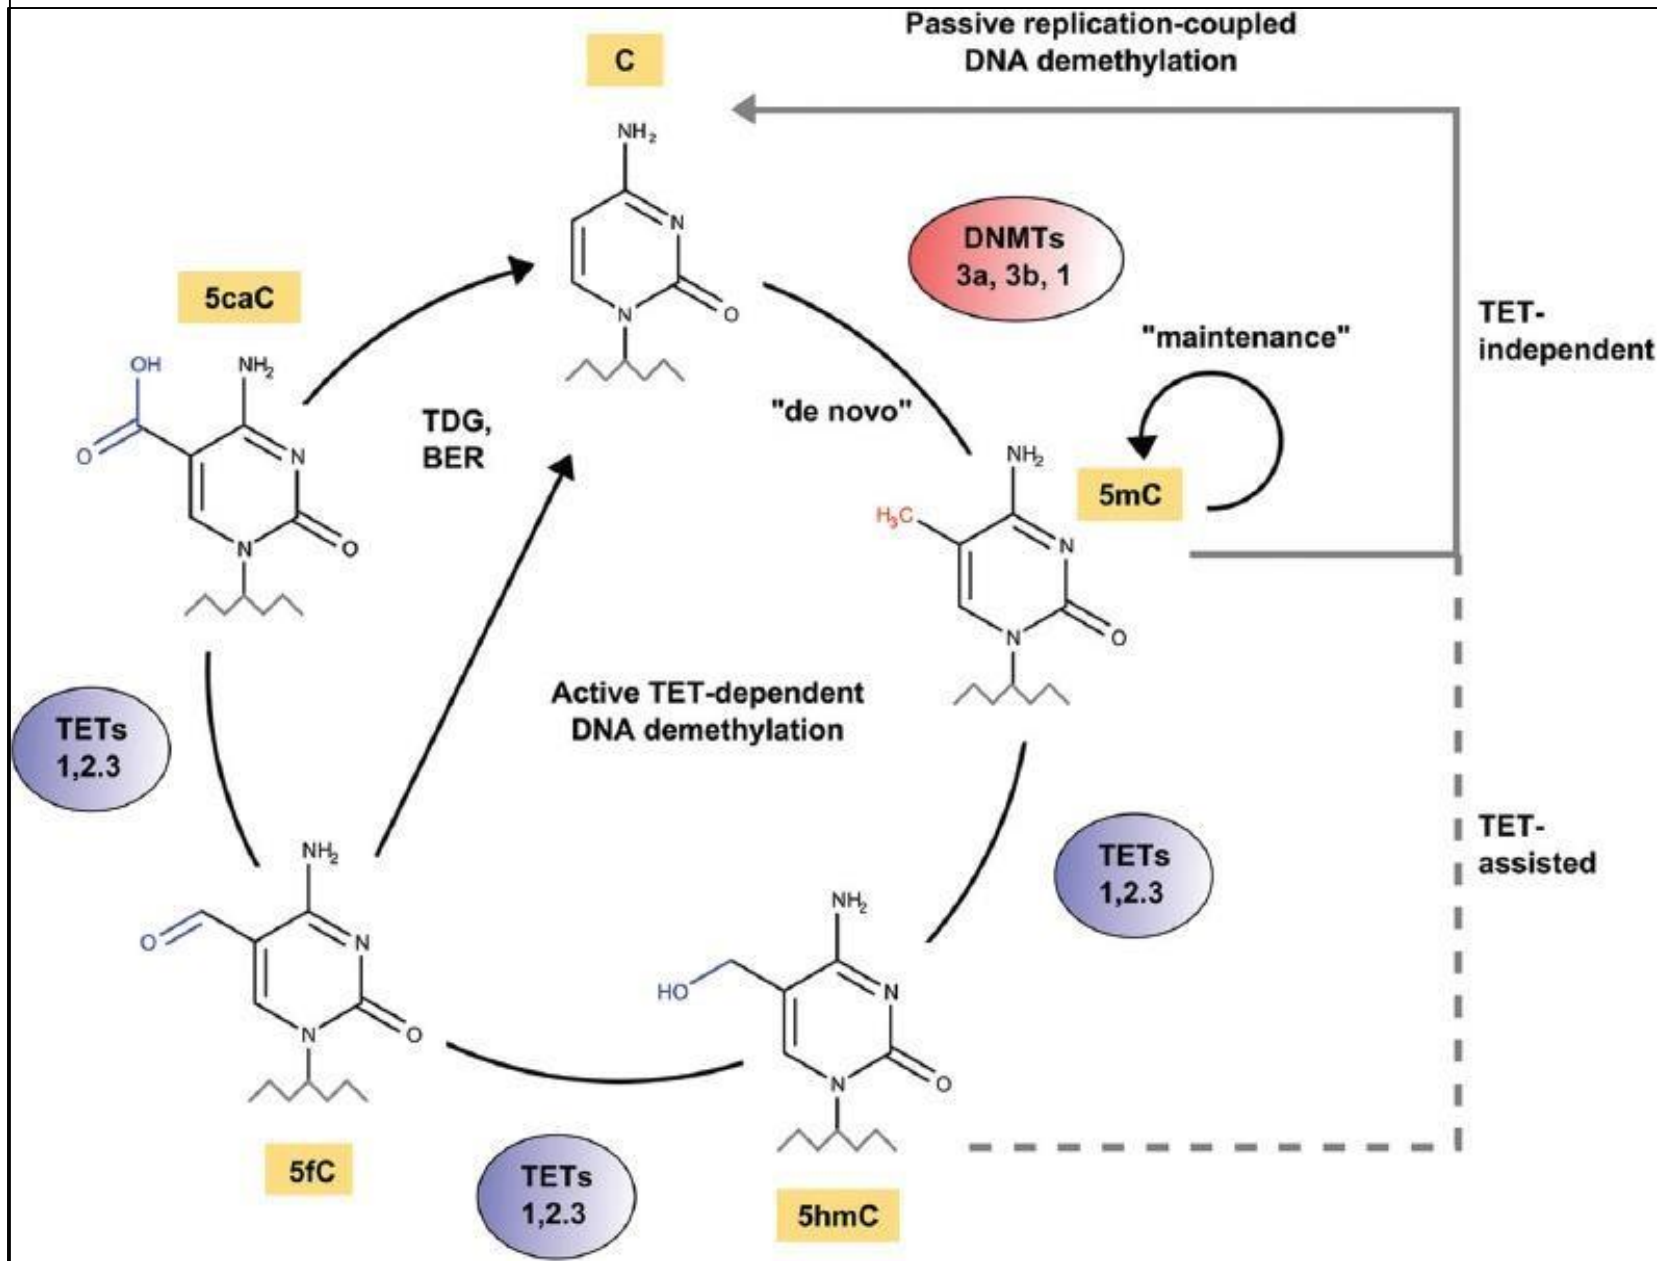 Passive replication-coupled
DNA demethylation
C
NH2
N
N
O
DNMTs
3a, 3b, 1
"maintenance"
TET-
independent
"de novo"
5caC
OH
NH2
O
N
N
O
TDG,
BER
NH2
5mC
H3C
N
N
O
Active TET-dependent
DNA demethylation
TETs
1,2.3
TETs
1,2.3
TET-
assisted
NH2
O
N
N
O
5fC
NH2
HO
N
N
O
5hmC
TETs
1,2.3